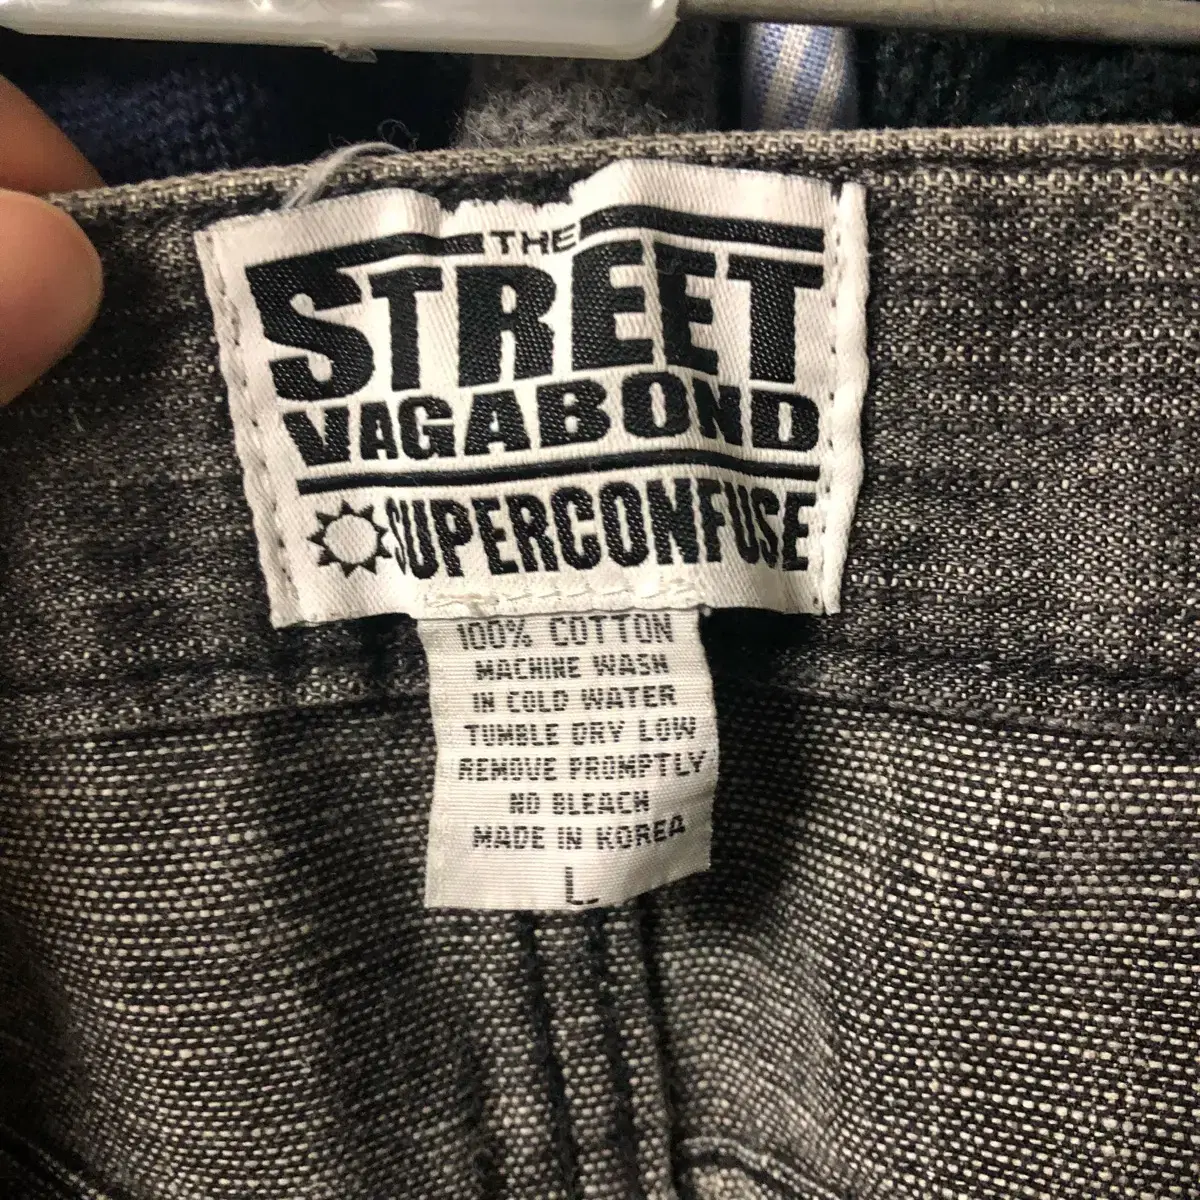 THE
STREET
VAGABOND
SUPERCONFUSE
100% COTTON
MACHINE WASH
IN COLD WATER
TUMBLE DRY LOW
REMOVE PROMPTLY
NO BLEACH
MADE IN KOREA
L